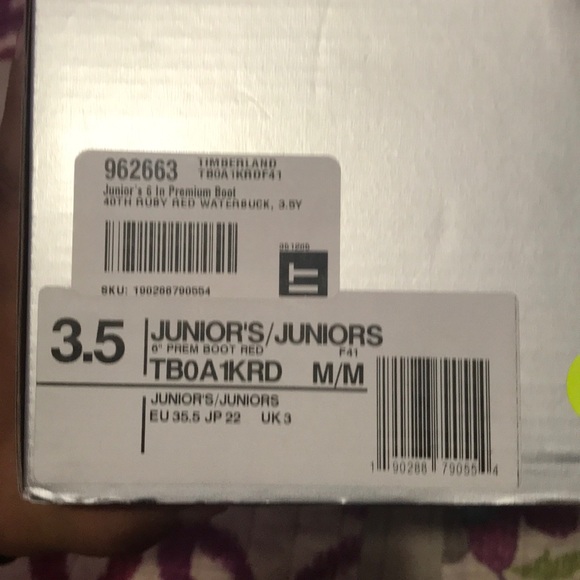 962663 TIMBERLAND
TB0A1KRDF41
Junior's 6 In Premium Boot
40TH RUBY RED WATERBUCK, 3.5Y
SKU: 190288790554
3.5 JUNIOR'S/JUNIORS
6" PREM BOOT RED F41
TB0A1KRD M/M
JUNIOR'S/JUNIORS
EU 35.5 JP 22 UK 3
1 90288 79055 4